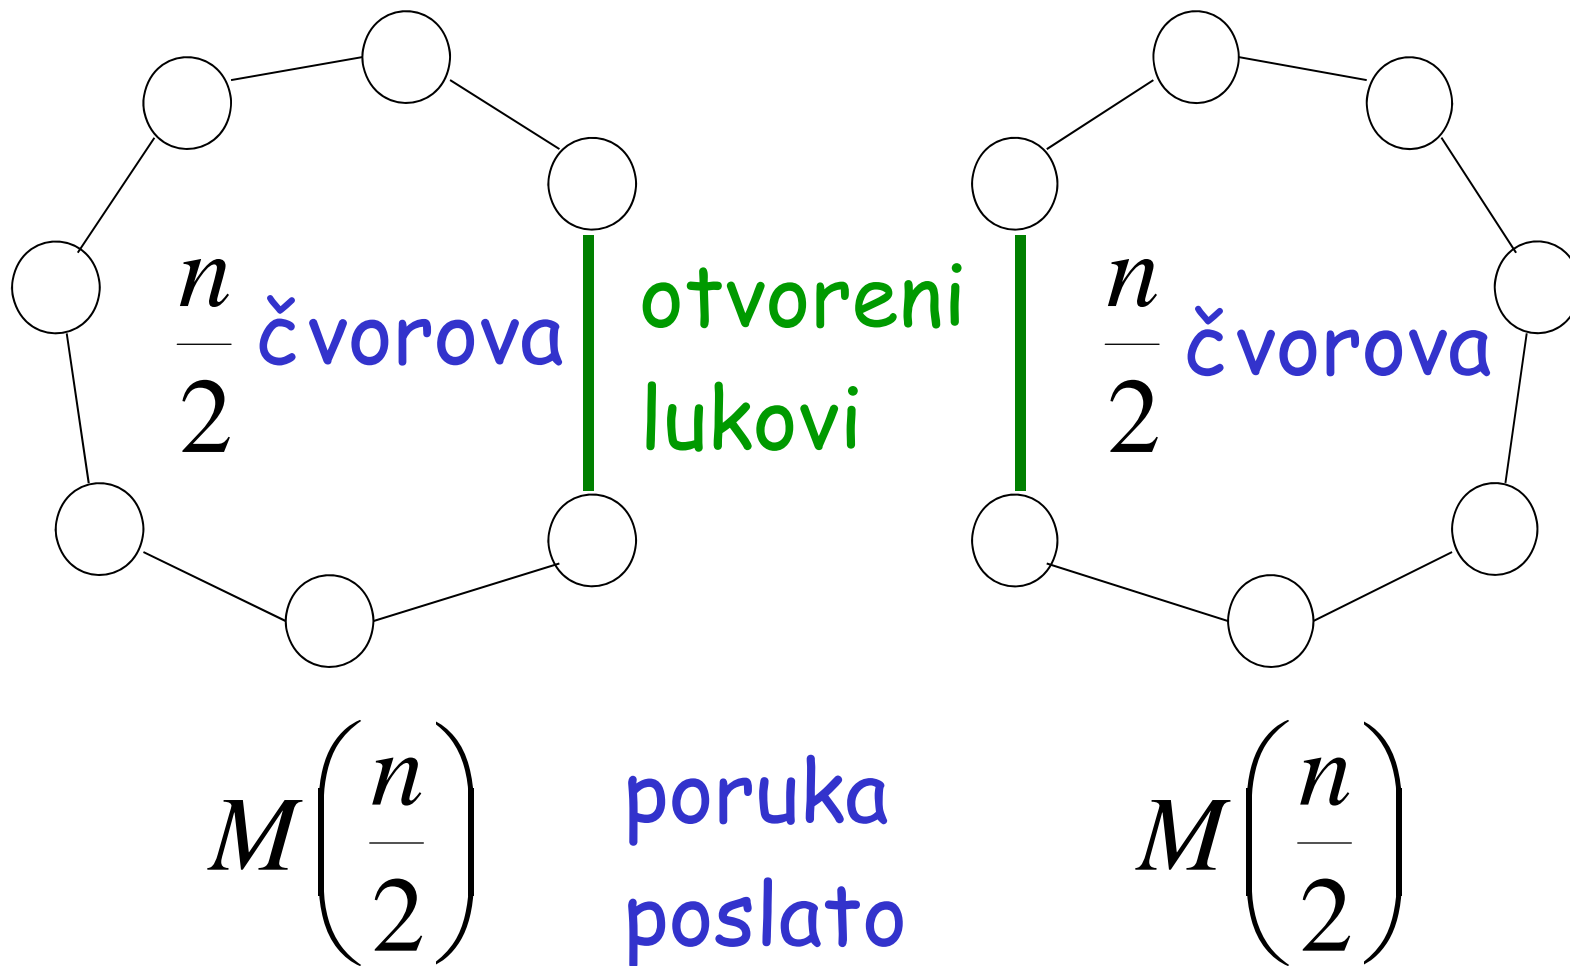 n/2 čvorova
otvoreni
lukovi
n/2 čvorova
M(n/2)
poruka
poslato
M(n/2)